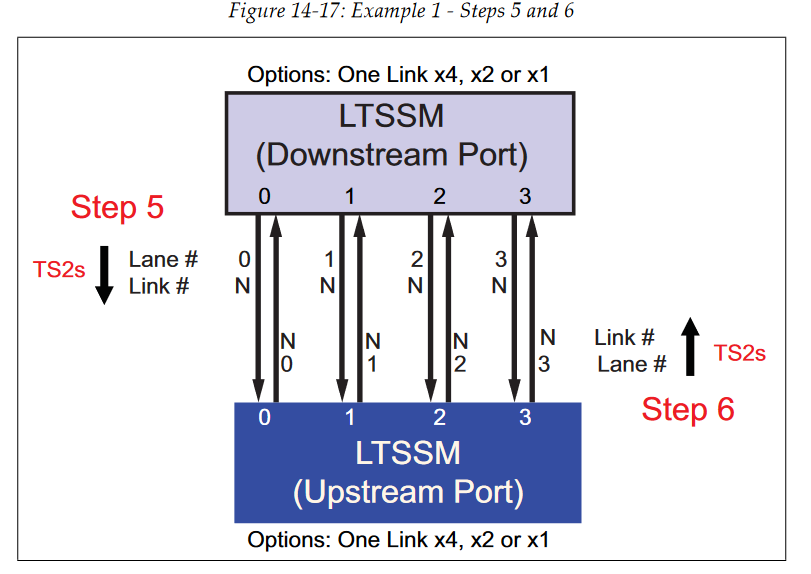 Figure 14-17: Example 1 - Steps 5 and 6
Options: One Link x4, x2 or x1
LTSSM
(Downstream Port)
0 1 2 3
Step 5
TS2s
Lane # 0 1 2 3
Link # N N N N
N N N N Link #
0 1 2 3 Lane #
TS2s
Step 6
0 1 2 3
LTSSM
(Upstream Port)
Options: One Link x4, x2 or x1